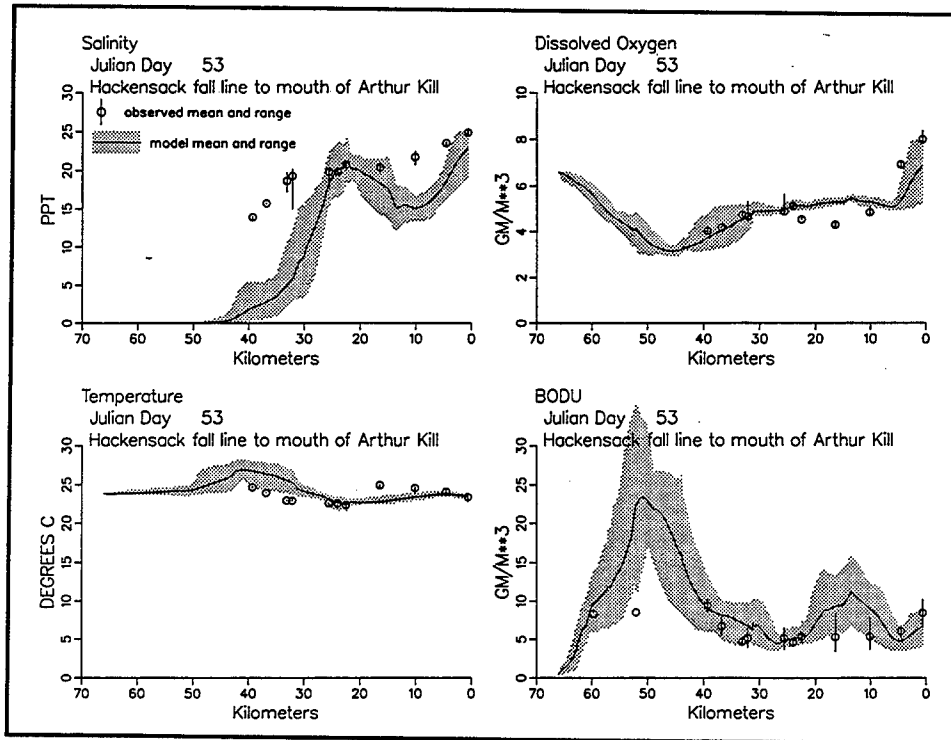 Salinity
Julian Day 53
Hackensack fall line to mouth of Arthur Kill
30
25
20
15
10
5
0
PPT
observed mean and range
model mean and range
70 60 50 40 30 20 10 0
Kilometers
Dissolved Oxygen
Julian Day 53
Hackensack fall line to mouth of Arthur Kill
10
8
6
4
2
0
GM/M**3
70 60 50 40 30 20 10 0
Kilometers
Temperature
Julian Day 53
Hackensack fall line to mouth of Arthur Kill
35
30
25
20
15
10
5
0
DEGREES C
70 60 50 40 30 20 10 0
Kilometers
BODU
Julian Day 53
Hackensack fall line to mouth of Arthur Kill
35
30
25
20
15
10
5
0
GM/M**3
70 60 50 40 30 20 10 0
Kilometers